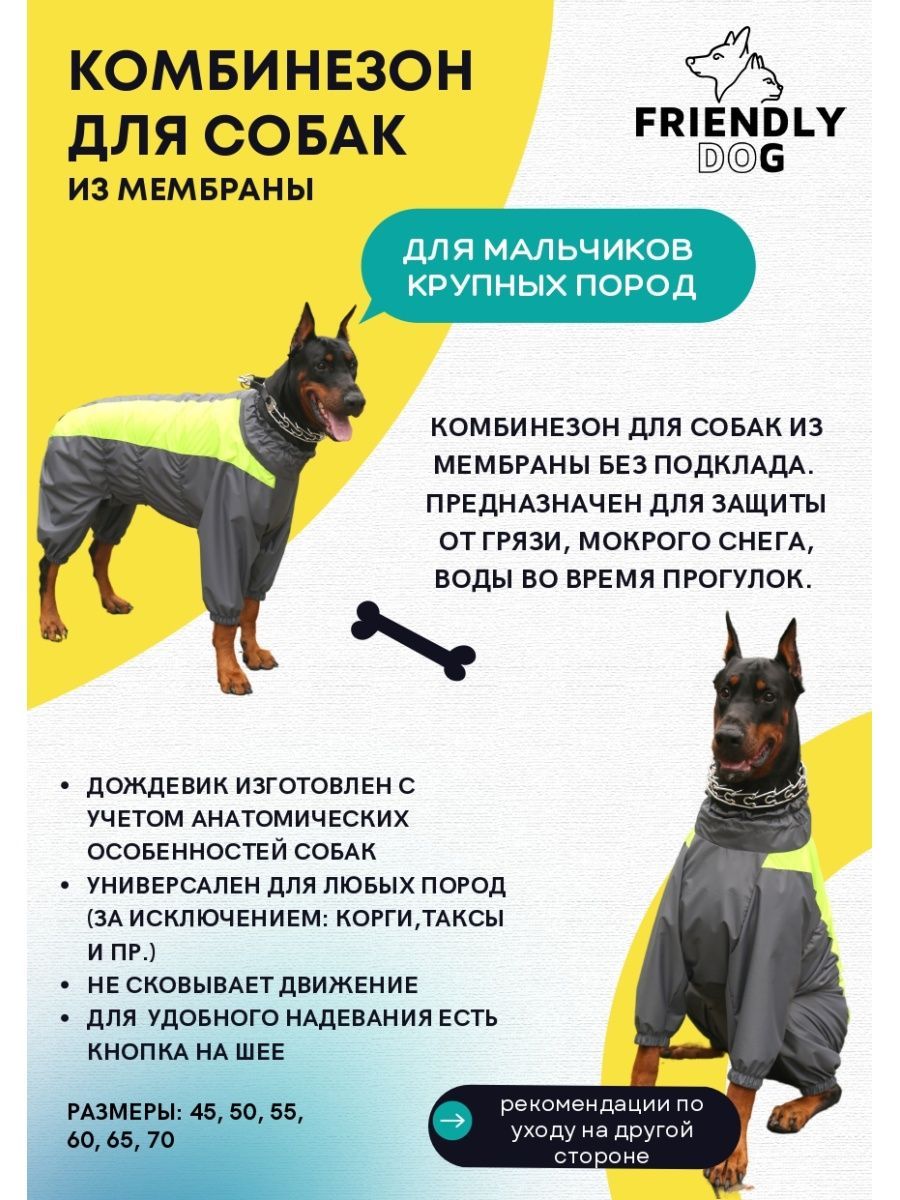 КОМБИНЕЗОН
ДЛЯ СОБАК
ИЗ МЕМБРАНЫ
FRIENDLY
DOG
ДЛЯ МАЛЬЧИКОВ
КРУПНЫХ ПОРОД
КОМБИНЕЗОН ДЛЯ СОБАК ИЗ
МЕМБРАНЫ БЕЗ ПОДКЛАДА.
ПРЕДНАЗНАЧЕН ДЛЯ ЗАЩИТЫ
ОТ ГРЯЗИ, МОКРОГО СНЕГА,
ВОДЫ ВО ВРЕМЯ ПРОГУЛОК.
• ДОЖДЕВИК ИЗГОТОВЛЕН С
УЧЕТОМ АНАТОМИЧЕСКИХ
ОСОБЕННОСТЕЙ СОБАК
• УНИВЕРСАЛЕН ДЛЯ ЛЮБЫХ ПОРОД
(ЗА ИСКЛЮЧЕНИЕМ: КОРГИ,ТАКСЫ
И ПР.)
• НЕ СКОВЫВАЕТ ДВИЖЕНИЕ
• ДЛЯ УДОБНОГО НАДЕВАНИЯ ЕСТЬ
КНОПКА НА ШЕЕ
РАЗМЕРЫ: 45, 50, 55,
60, 65, 70
рекомендации по
уходу на другой
стороне